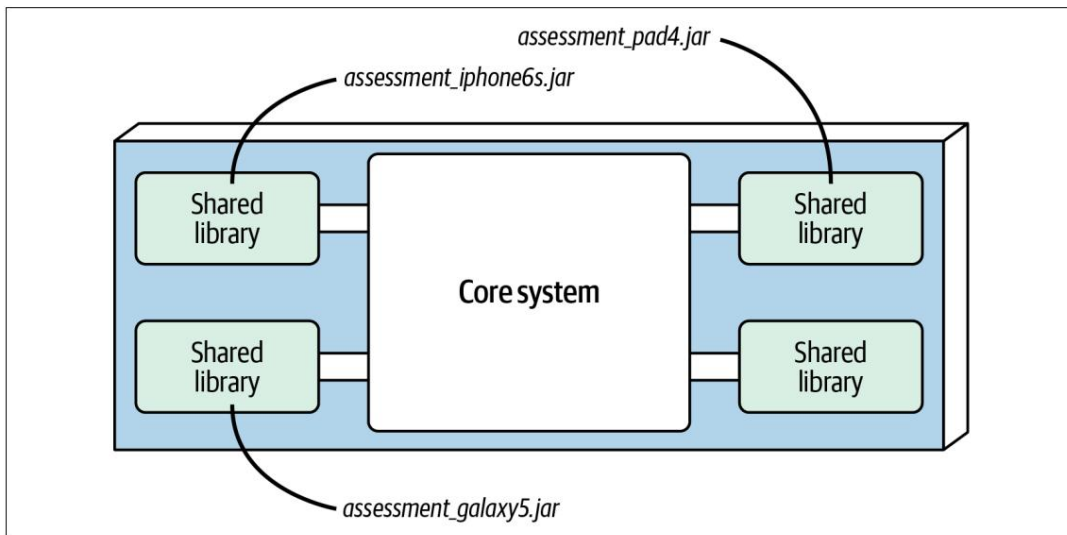 assessment_pad4.jar
assessment_iphone6s.jar
Shared
library
Core system
Shared
library
Shared
library
Shared
library
assessment_galaxy5.jar